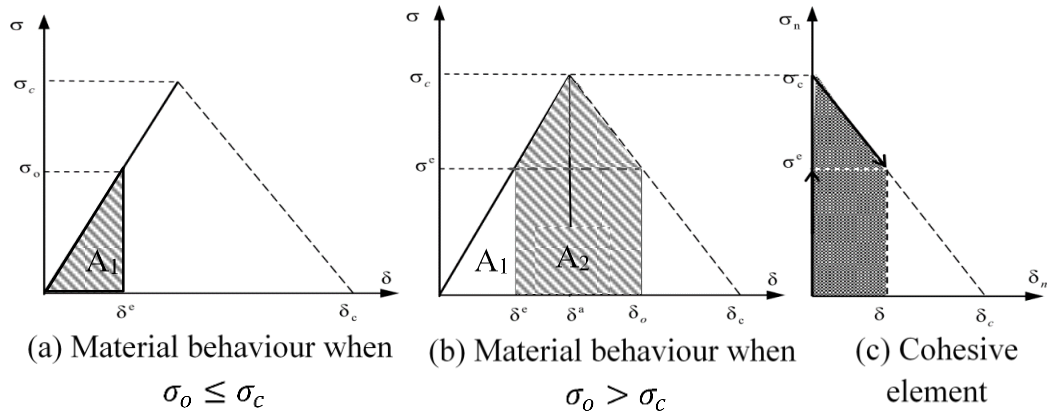 σ
σc
σo
A1
δ
δe
δc
(a) Material behaviour when
σo ≤ σc
σ
σc
σe
A1
A2
δ
δe
δa
δo
δc
(b) Material behaviour when
σo > σc
σn
σc
σe
δn
δ
δc
(c) Cohesive
element